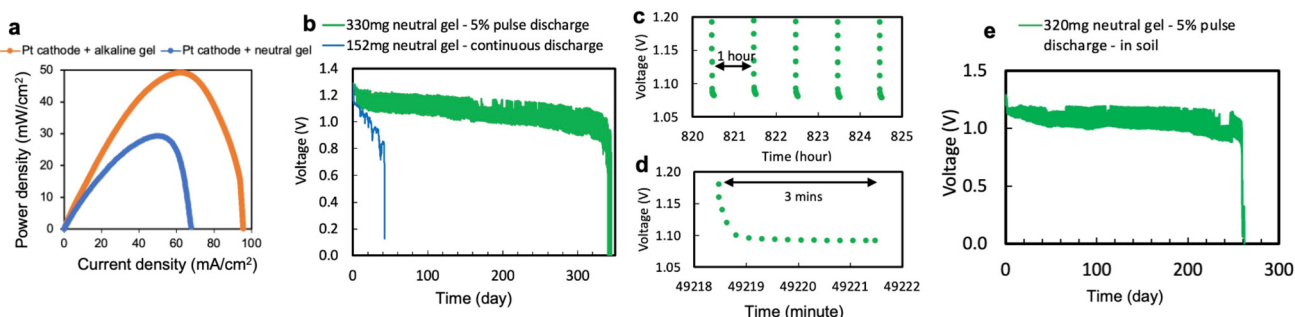 a
Pt cathode + alkaline gel
Pt cathode + neutral gel
50
40
30
20
10
0
0 20 40 60 80 100
Power density (mW/cm²)
Current density (mA/cm²)
b
330mg neutral gel - 5% pulse discharge
152mg neutral gel - continuous discharge
1.4
1.2
1.0
0.8
0.6
0.4
0.2
0.0
0 100 200 300
Voltage (V)
Time (day)
c
1.20
1.15
1.10
1.05
1 hour
820 821 822 823 824 825
Voltage (V)
Time (hour)
d
1.20
1.15
1.10
1.05
3 mins
49218 49219 49220 49221 49222
Voltage (V)
Time (minute)
e
320mg neutral gel - 5% pulse
discharge - in soil
1.5
1.0
0.5
0.0
0 100 200 300
Voltage (V)
Time (day)